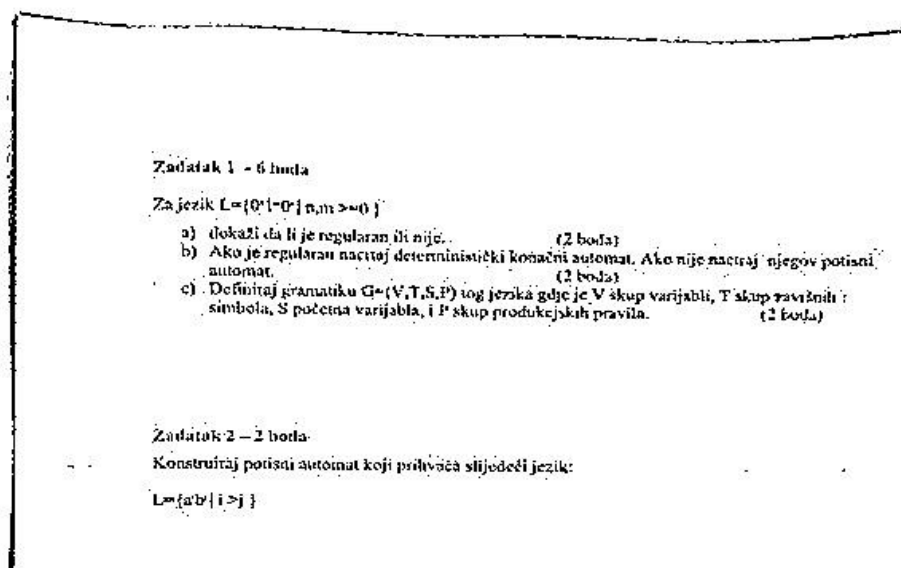 Zadatak 1 - 6 boda
Za jezik L={0ⁿ1ᵐ0ⁿ| n,m >=0 }
a) dokaži da li je regularan ili nije. (2 boda)
b) Ako je regularan nacrtaj deterministički konačni automat. Ako nije nactraj njegov potisni
automat. (2 boda)
c) Definitaj gramatiku G=(V,T,S,P) tog jezika gdje je V skup varijabli, T skup završnih
simbola, S početna varijabla, i P skup produkcjskih pravila. (2 boda)
Zadatak 2 – 2 boda
Konstruiraj potisni automat koji prihvaća slijedeći jezik:
L={aⁱbʲ| i >j }